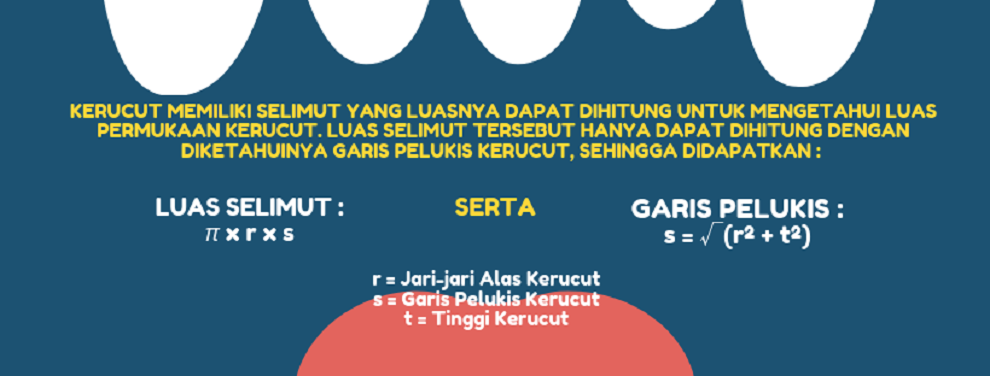 KERUCUT MEMILIKI SELIMUT YANG LUASNYA DAPAT DIHITUNG UNTUK MENGETAHUI LUAS
PERMUKAAN KERUCUT. LUAS SELIMUT TERSEBUT HANYA DAPAT DIHITUNG DENGAN
DIKETAHUINYA GARIS PELUKIS KERUCUT, SEHINGGA DIDAPATKAN :
LUAS SELIMUT :
π x r x s
SERTA
GARIS PELUKIS :
s = √(r² + t²)
r = Jari-jari Alas Kerucut
s = Garis Pelukis Kerucut
t = Tinggi Kerucut